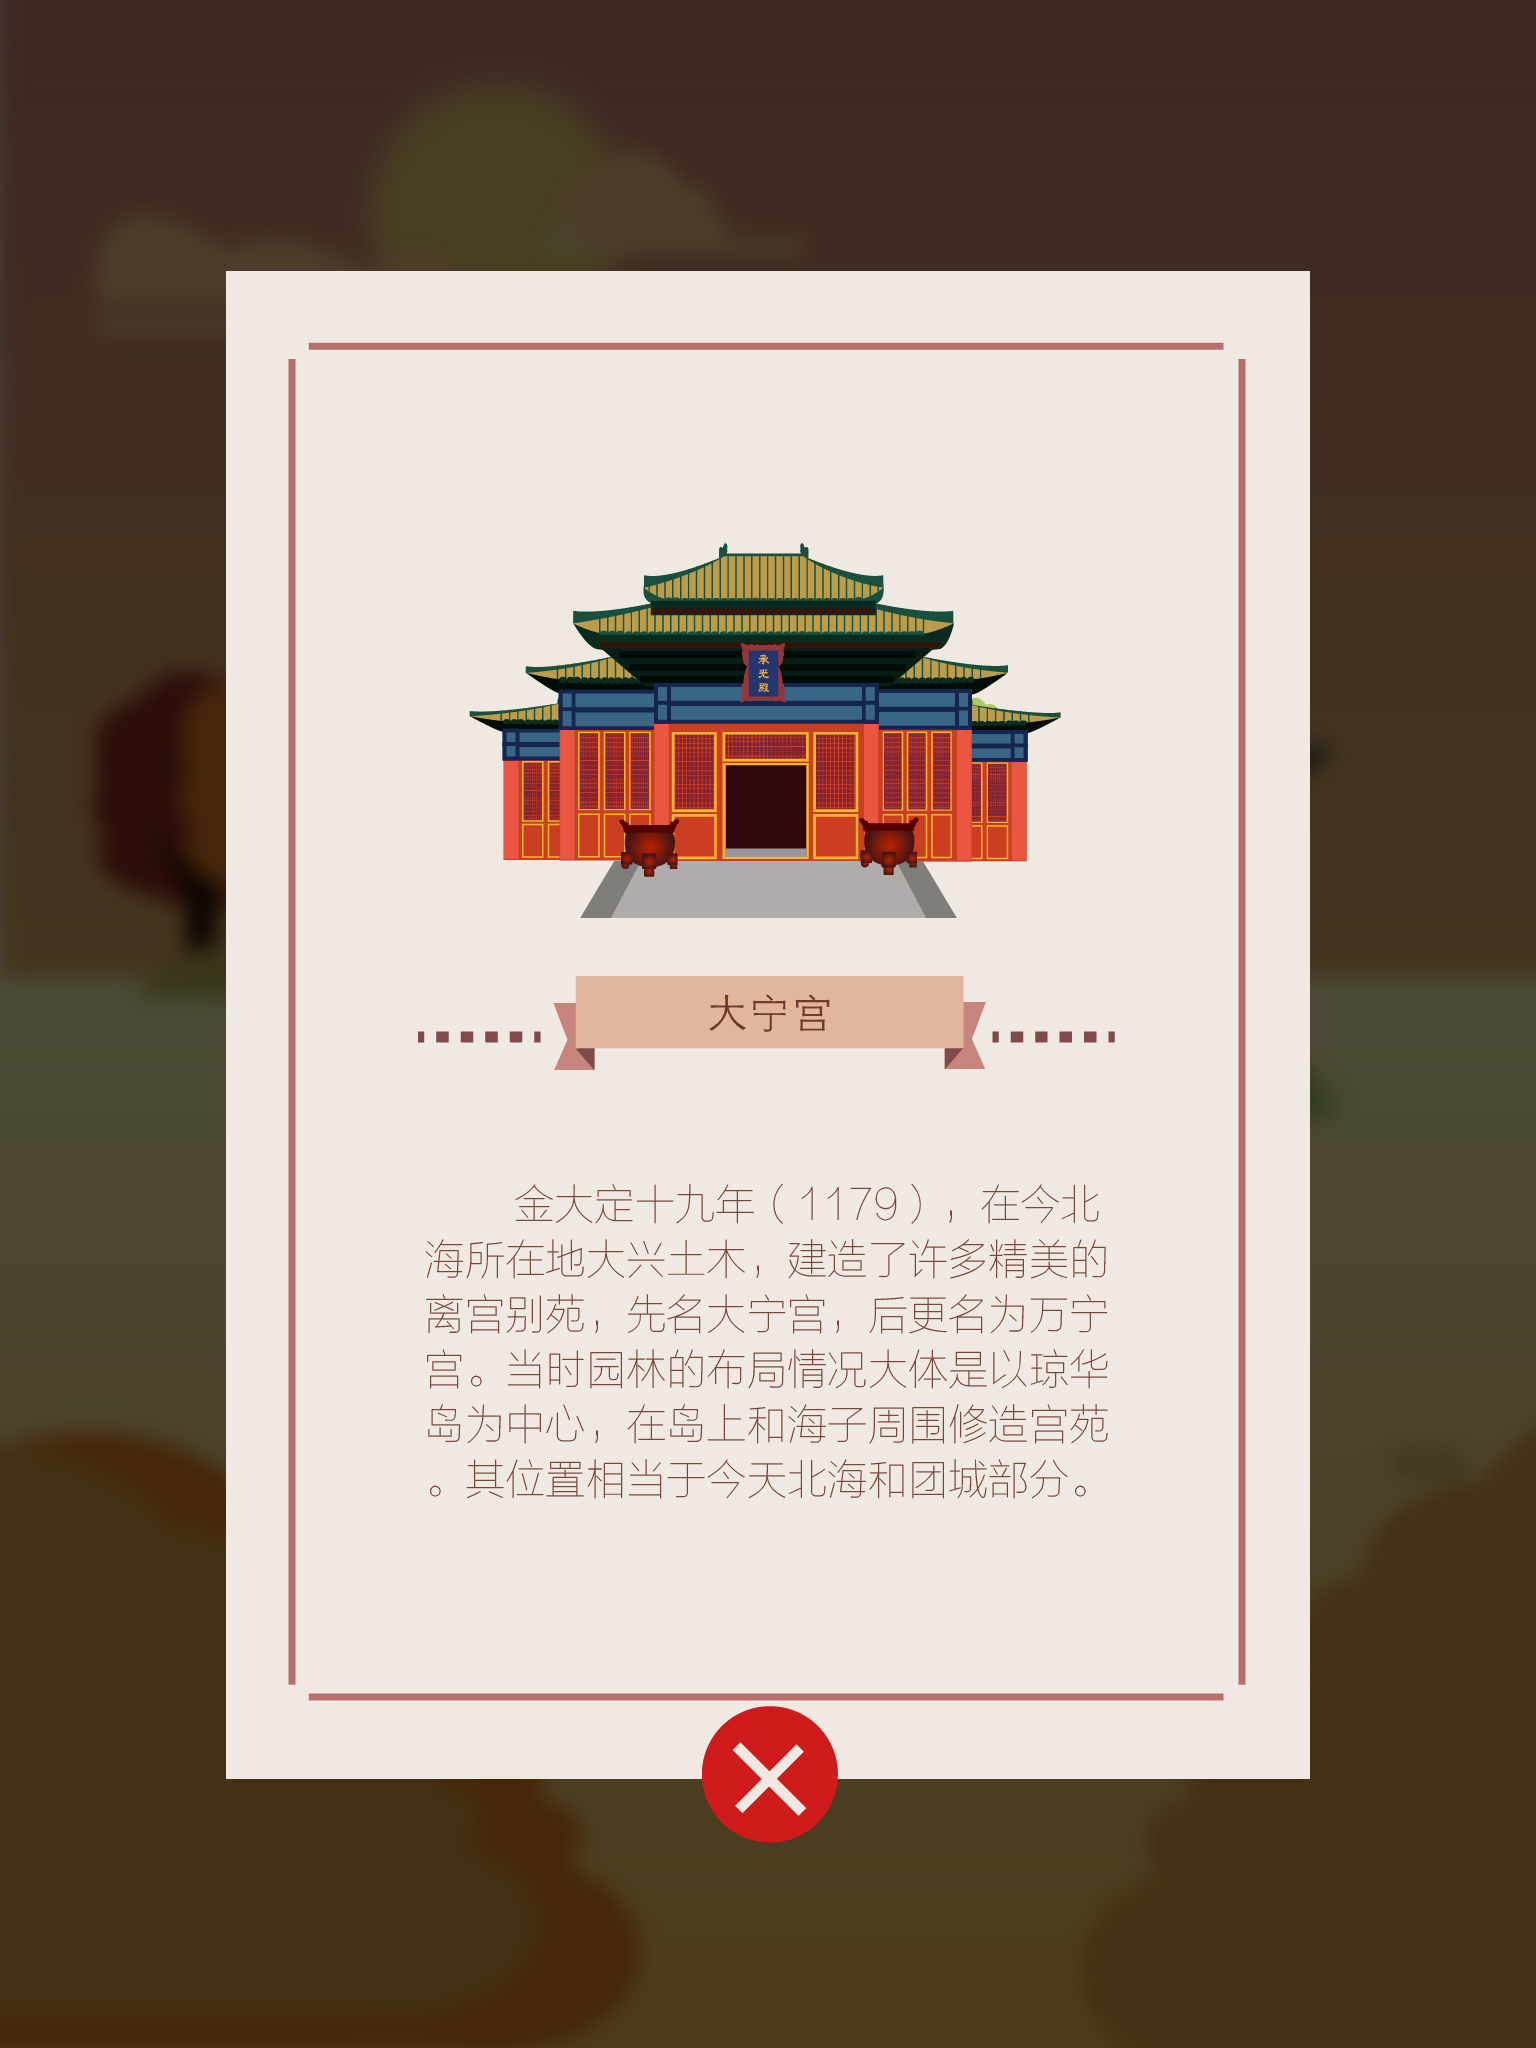 承光殿
大宁宫
金大定十九年（1179），在今北
海所在地大兴土木，建造了许多精美的
离宫别苑，先名大宁宫，后更名为万宁
宫。当时园林的布局情况大体是以琼华
岛为中心，在岛上和海子周围修造宫苑
。其位置相当于今天北海和团城部分。